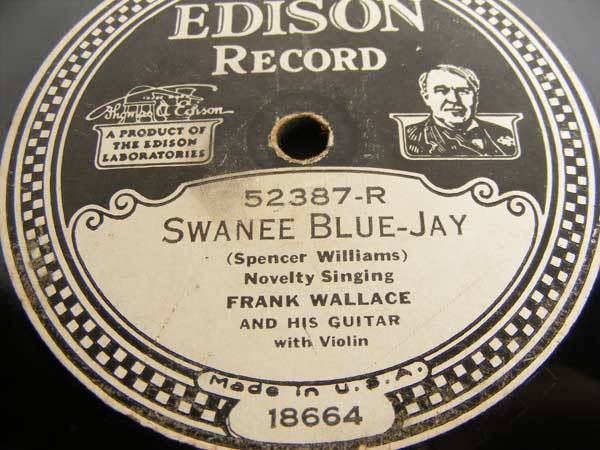 EDISON
RECORD
Thomas A Edison
A PRODUCT OF
THE EDISON
LABORATORIES
52387-R
SWANEE BLUE-JAY
(Spencer Williams)
Novelty Singing
FRANK WALLACE
AND HIS GUITAR
with Violin
Made in U.S.A.
18664